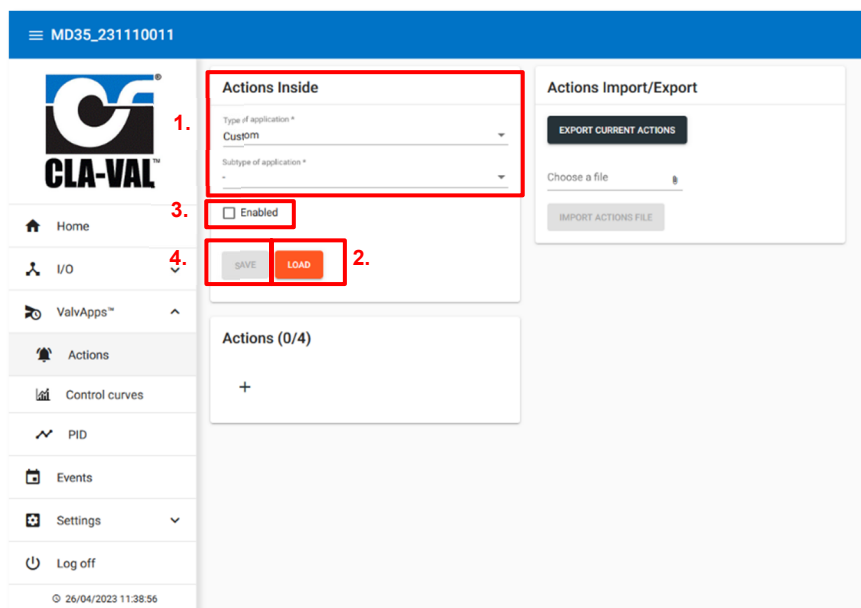 MD35_231110011
®
CLA-VAL™
Home
I/O
ValvApps™
Actions
Control curves
PID
Events
Settings
Log off
26/04/2023 11:38:56
1.
Actions Inside
Type of application *
Custom
Subtype of application *
-
3.
Enabled
4.
SAVE
LOAD
2.
Actions (0/4)
+
Actions Import/Export
EXPORT CURRENT ACTIONS
Choose a file
IMPORT ACTIONS FILE